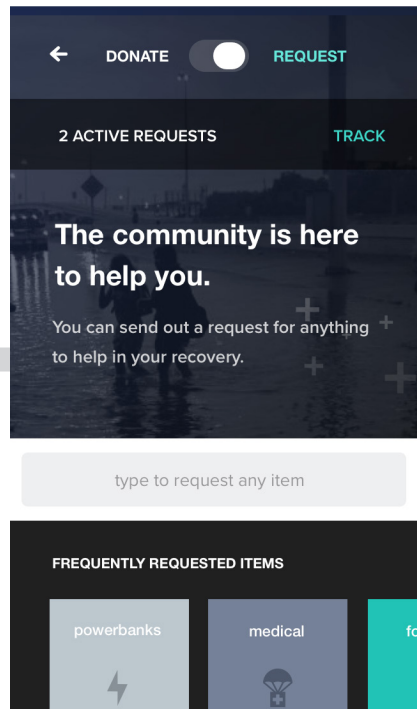 DONATE REQUEST
2 ACTIVE REQUESTS TRACK
The community is here
to help you.
You can send out a request for anything
to help in your recovery.
type to request any item
FREQUENTLY REQUESTED ITEMS
powerbanks medical